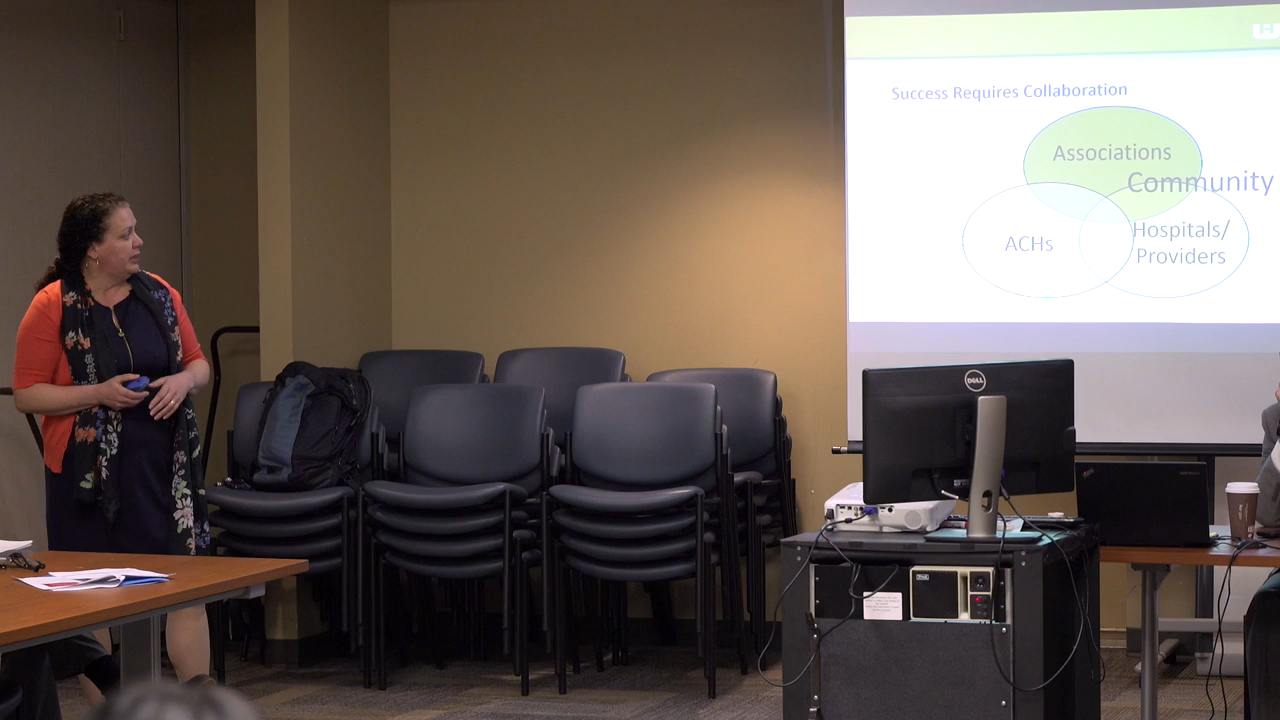 Success Requires Collaboration
Associations
Community
ACHs
Hospitals/
Providers
DELL